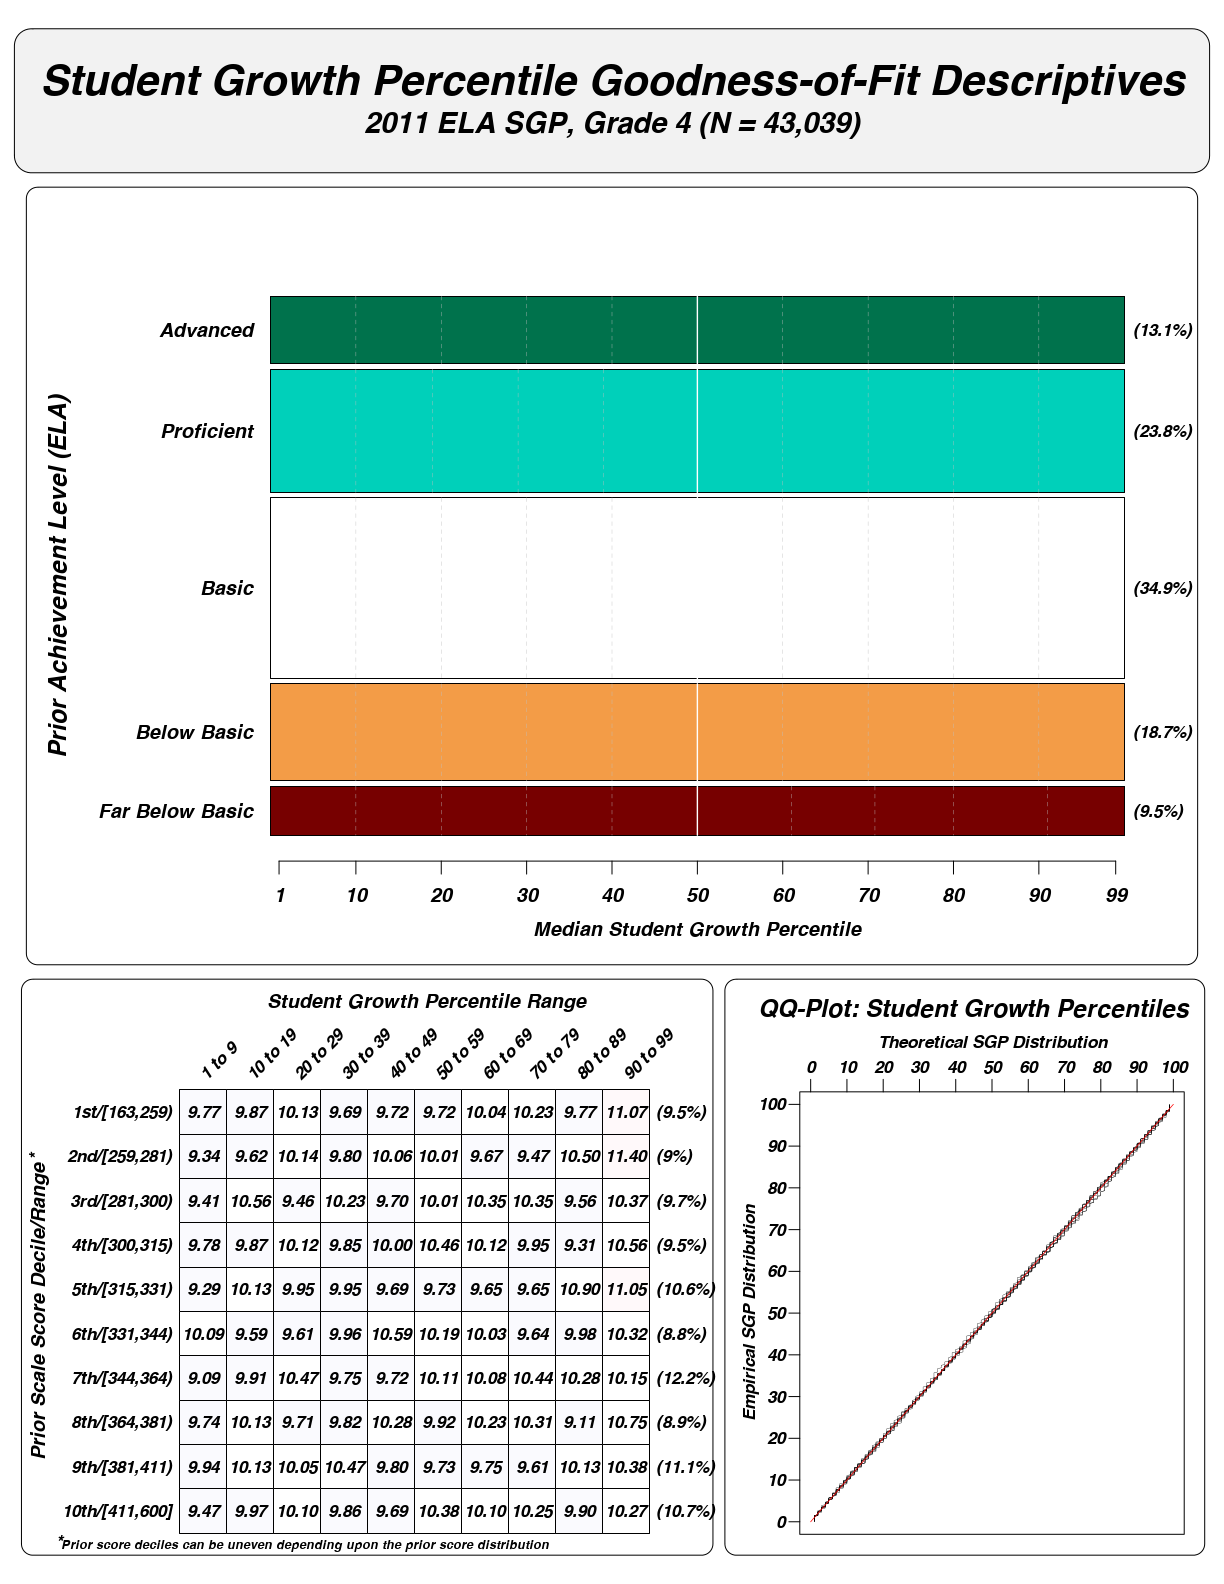 Student Growth Percentile Goodness-of-Fit Descriptives
2011 ELA SGP, Grade 4 (N = 43,039)
Prior Achievement Level (ELA)
Advanced (13.1%)
Proficient (23.8%)
Basic (34.9%)
Below Basic (18.7%)
Far Below Basic (9.5%)
1 10 20 30 40 50 60 70 80 90 99
Median Student Growth Percentile
Student Growth Percentile Range
1 to 9 10 to 19 20 to 29 30 to 39 40 to 49 50 to 59 60 to 69 70 to 79 80 to 89 90 to 99
Prior Scale Score Decile/Range*
1st/[163,259) 9.77 9.87 10.13 9.69 9.72 9.72 10.04 10.23 9.77 11.07 (9.5%)
2nd/[259,281) 9.34 9.62 10.14 9.80 10.06 10.01 9.67 9.47 10.50 11.40 (9%)
3rd/[281,300) 9.41 10.56 9.46 10.23 9.70 10.01 10.35 10.35 9.56 10.37 (9.7%)
4th/[300,315) 9.78 9.87 10.12 9.85 10.00 10.46 10.12 9.95 9.31 10.56 (9.5%)
5th/[315,331) 9.29 10.13 9.95 9.95 9.69 9.73 9.65 9.65 10.90 11.05 (10.6%)
6th/[331,344) 10.09 9.59 9.61 9.96 10.59 10.19 10.03 9.64 9.98 10.32 (8.8%)
7th/[344,364) 9.09 9.91 10.47 9.75 9.72 10.11 10.08 10.44 10.28 10.15 (12.2%)
8th/[364,381) 9.74 10.13 9.71 9.82 10.28 9.92 10.23 10.31 9.11 10.75 (8.9%)
9th/[381,411) 9.94 10.13 10.05 10.47 9.80 9.73 9.75 9.61 10.13 10.38 (11.1%)
10th/[411,600] 9.47 9.97 10.10 9.86 9.69 10.38 10.10 10.25 9.90 10.27 (10.7%)
*Prior score deciles can be uneven depending upon the prior score distribution
QQ-Plot: Student Growth Percentiles
Theoretical SGP Distribution
0 10 20 30 40 50 60 70 80 90 100
Empirical SGP Distribution
100
90
80
70
60
50
40
30
20
10
0